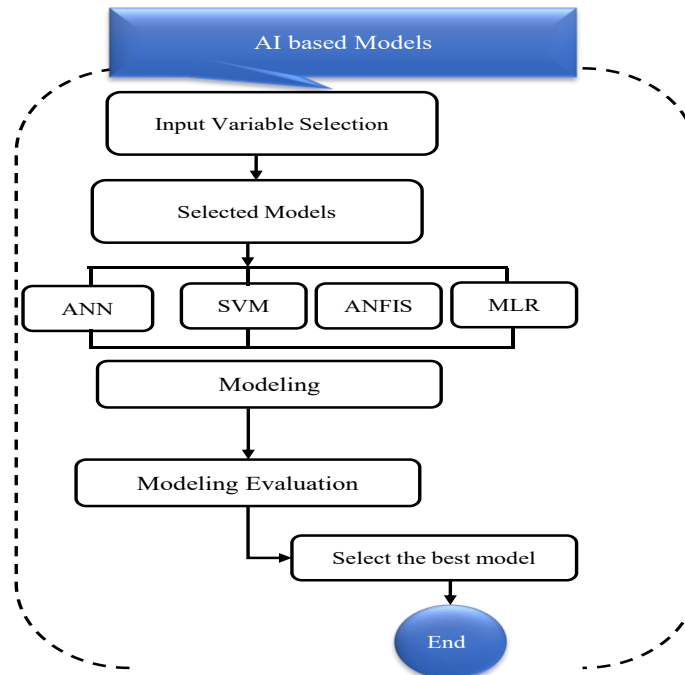 AI based Models
Input Variable Selection
Selected Models
ANN
SVM
ANFIS
MLR
Modeling
Modeling Evaluation
Select the best model
End